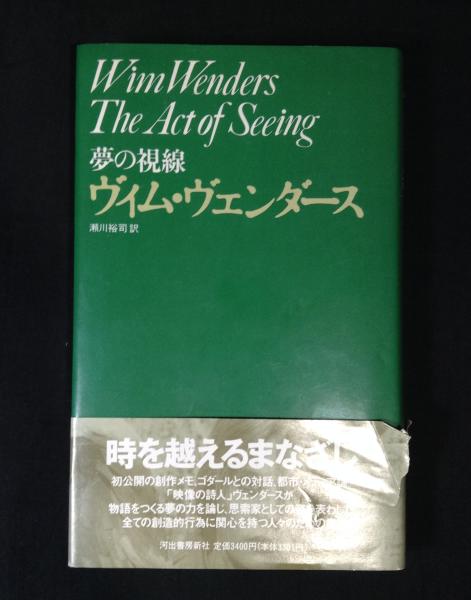 Wim Wenders
The Act of Seeing
夢の視線
ヴィム・ヴェンダース
瀬川裕司訳
時を越えるまなざし
初公開の創作メモ、ゴダールとの対話、都市・
「映像の詩人」ヴェンダースが
物語をつくる夢の力を論じ、思索家としての
全ての創造的行為に関心を持つ人々のための
河出書房新社 定価3400円(本体3301円)